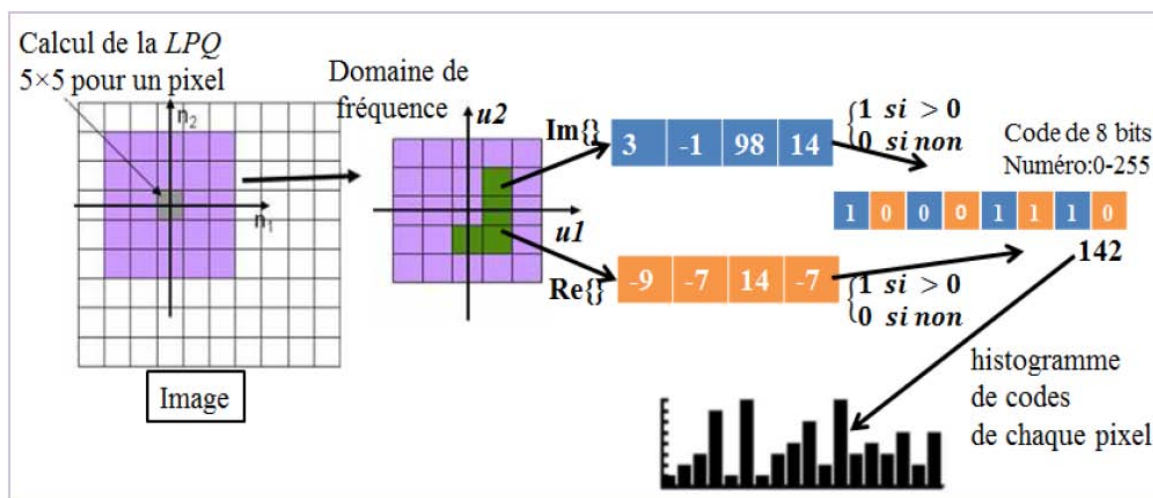 Calcul de la LPQ
5×5 pour un pixel
n2
n1
Image
Domaine de
fréquence
u2
u1
Im{}
3 -1 98 14
Re{}
-9 -7 14 -7
{1 si > 0
0 si non
{1 si > 0
0 si non
Code de 8 bits
Numéro:0-255
1 0 0 0 1 1 1 0
142
histogramme
de codes
de chaque pixel